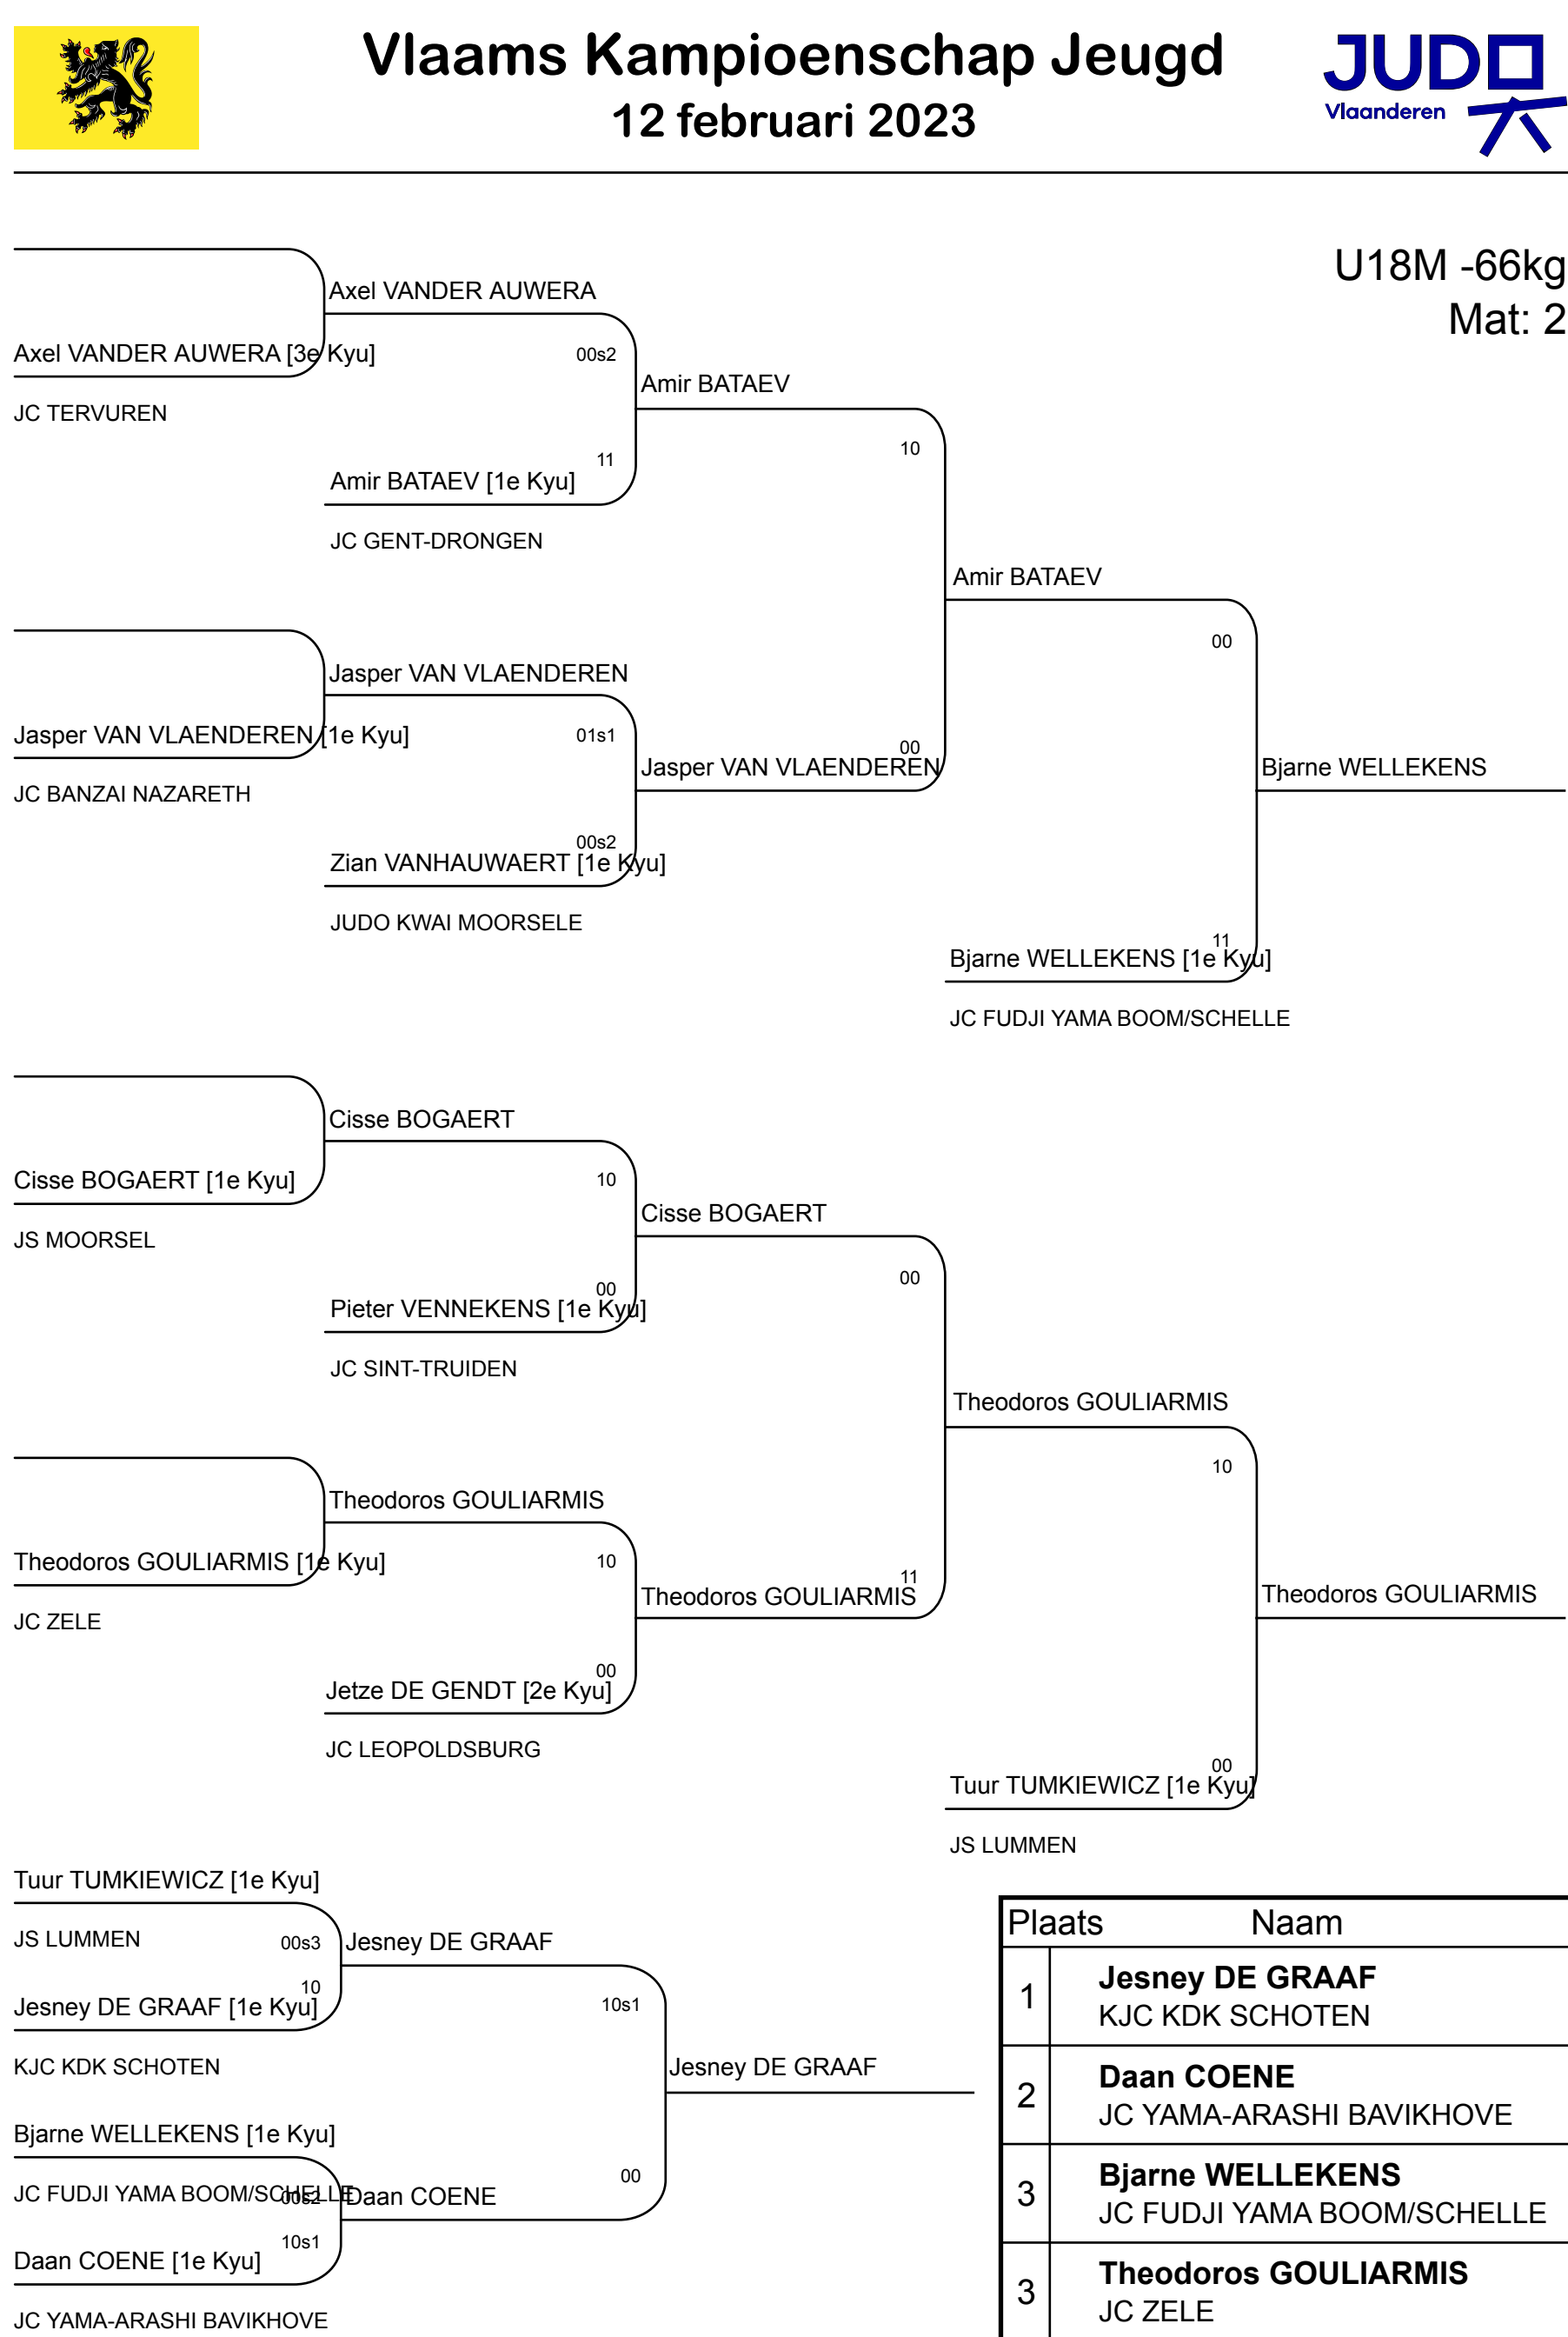 Vlaams Kampioenschap Jeugd
12 februari 2023
JUDO
Vlaanderen
U18M -66kg
Mat: 2
Axel VANDER AUWERA
Axel VANDER AUWERA [3e Kyu]
00s2
JC TERVUREN
Amir BATAEV
11
10
Amir BATAEV [1e Kyu]
JC GENT-DRONGEN
Amir BATAEV
00
Jasper VAN VLAENDEREN
Jasper VAN VLAENDEREN [1e Kyu]
01s1
JC BANZAI NAZARETH
00
Jasper VAN VLAENDEREN
Bjarne WELLEKENS
00s2
Zian VANHAUWAERT [1e Kyu]
JUDO KWAI MOORSELE
11
Bjarne WELLEKENS [1e Kyu]
JC FUDJI YAMA BOOM/SCHELLE
Cisse BOGAERT
Cisse BOGAERT [1e Kyu]
10
JS MOORSEL
Cisse BOGAERT
00
00
Pieter VENNEKENS [1e Kyu]
JC SINT-TRUIDEN
Theodoros GOULIARMIS
10
Theodoros GOULIARMIS
Theodoros GOULIARMIS [1e Kyu]
10
JC ZELE
11
Theodoros GOULIARMIS
Theodoros GOULIARMIS
00
Jetze DE GENDT [2e Kyu]
JC LEOPOLDSBURG
00
Tuur TUMKIEWICZ [1e Kyu]
JS LUMMEN
Tuur TUMKIEWICZ [1e Kyu]
JS LUMMEN
00s3
Jesney DE GRAAF
10
Jesney DE GRAAF [1e Kyu]
KJC KDK SCHOTEN
10s1
Jesney DE GRAAF
Bjarne WELLEKENS [1e Kyu]
JC FUDJI YAMA BOOM/SCHELLE
00s2
Daan COENE
00
10s1
Daan COENE [1e Kyu]
JC YAMA-ARASHI BAVIKHOVE
Plaats Naam
1 Jesney DE GRAAF
KJC KDK SCHOTEN
2 Daan COENE
JC YAMA-ARASHI BAVIKHOVE
3 Bjarne WELLEKENS
JC FUDJI YAMA BOOM/SCHELLE
3 Theodoros GOULIARMIS
JC ZELE